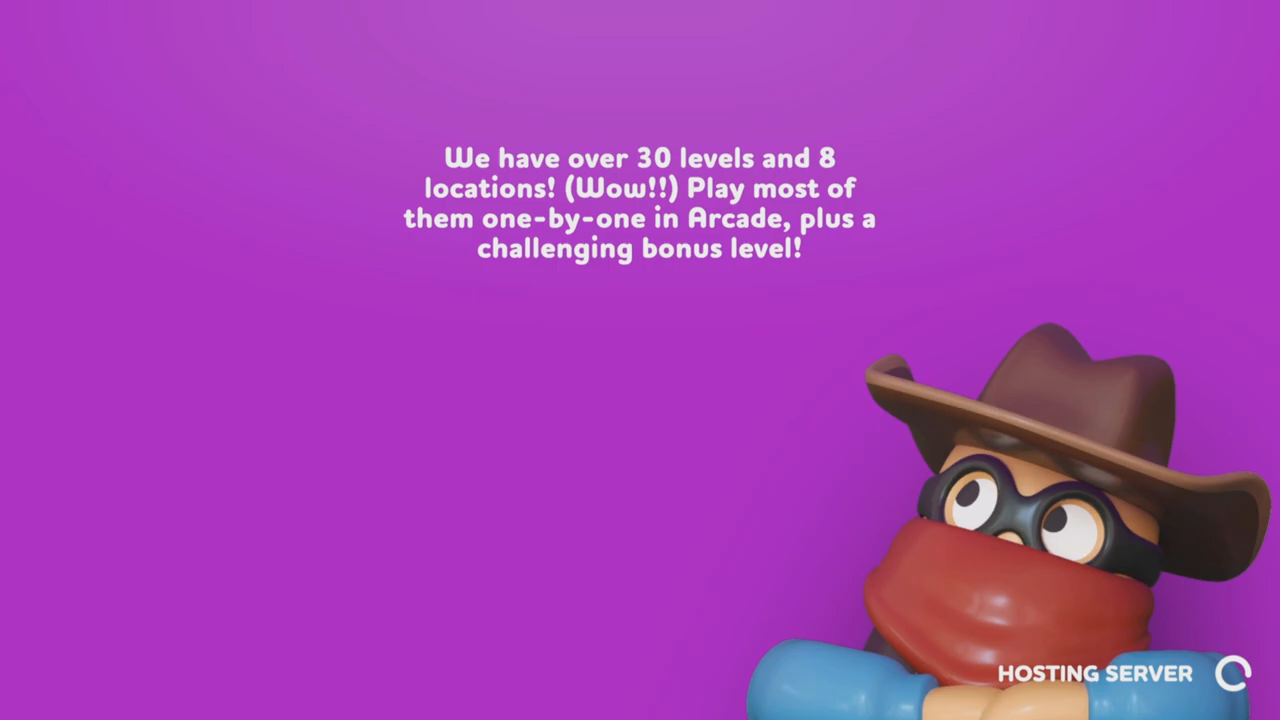 We have over 30 levels and 8
locations! (Wow!!) Play most of
them one-by-one in Arcade, plus a
challenging bonus level!
HOSTING SERVER